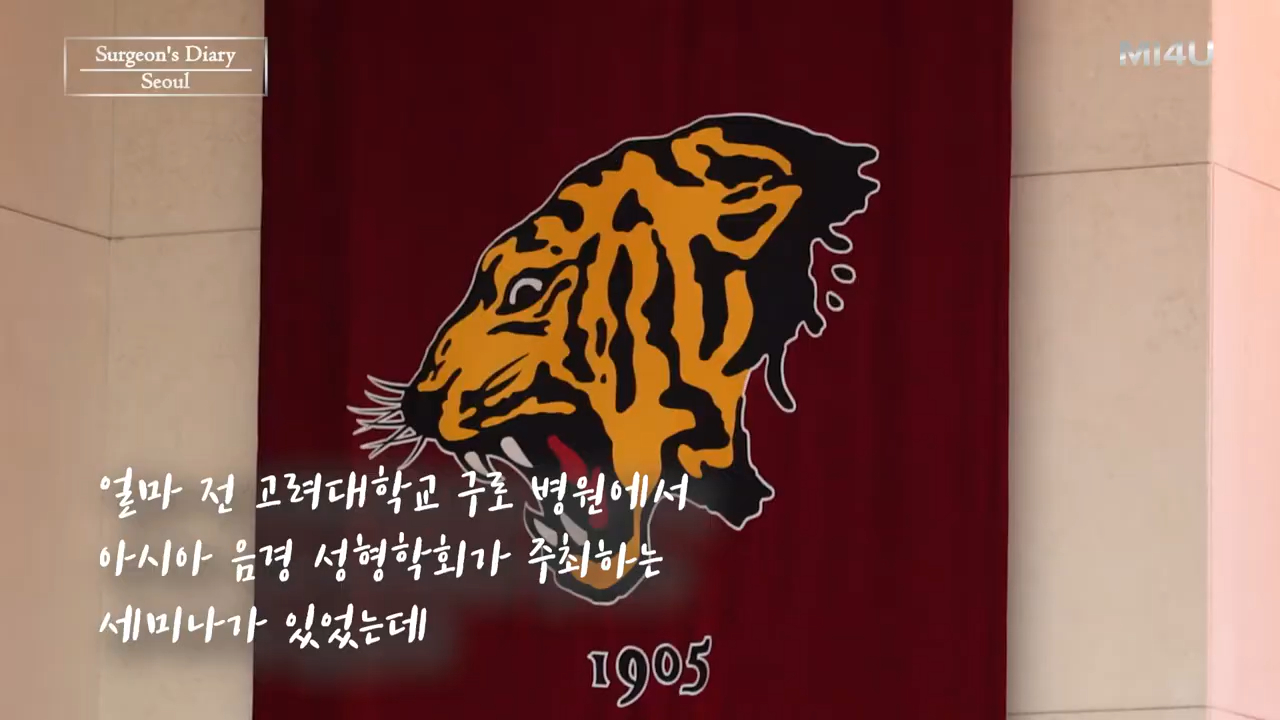 Surgeon's Diary
Seoul
MI4U
얼마 전 고려대학교 구로 병원에서
아시아 음경 성형학회가 주최하는
세미나가 있었는데
1905